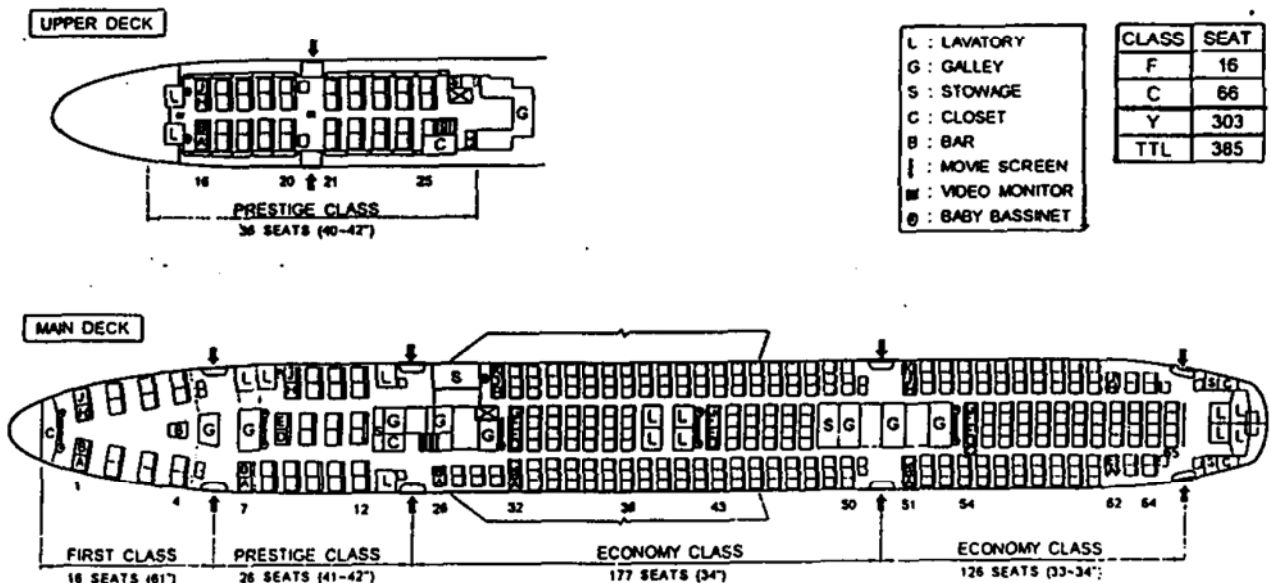 UPPER DECK
L : LAVATORY
G : GALLEY
S : STOWAGE
C : CLOSET
B : BAR
: MOVIE SCREEN
: VIDEO MONITOR
: BABY BASSINET
CLASS SEAT
F 16
C 66
Y 303
TTL 385
L
L
G
C
16 20 21 25
PRESTIGE CLASS
36 SEATS (40~42")
MAIN DECK
L L L S S C
C B G G G G L L S G G G L L
C L L L L
L S C
1 4 7 12 26 32 38 43 50 51 54 62 64
FIRST CLASS PRESTIGE CLASS ECONOMY CLASS ECONOMY CLASS
16 SEATS (61") 26 SEATS (41~42") 177 SEATS (34") 126 SEATS (33~34")